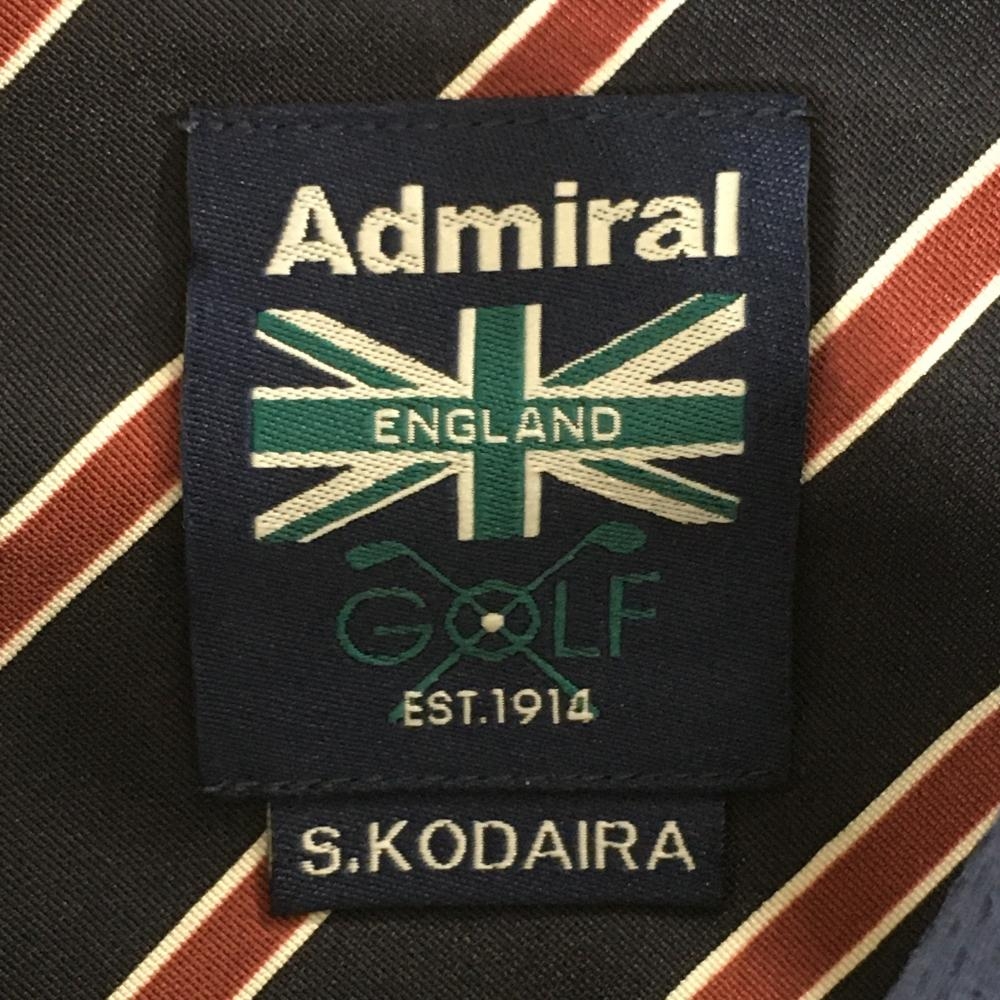 Admiral
ENGLAND
GOLF
EST.1914
S.KODAIRA